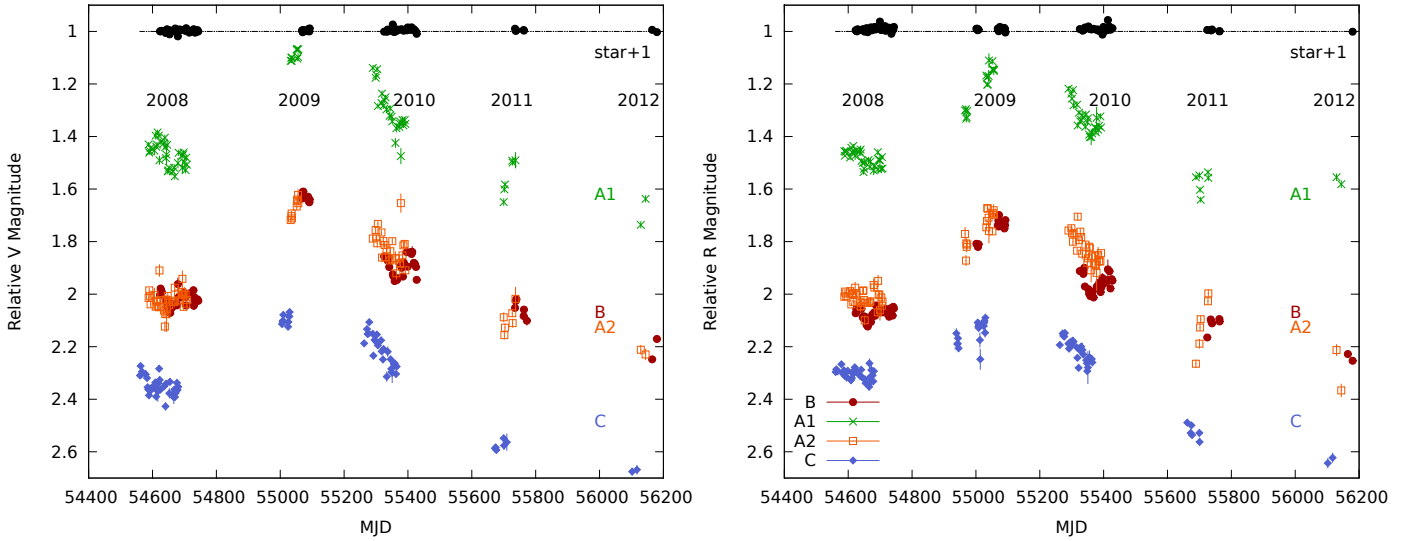 1
1.2
1.4
1.6
1.8
2
2.2
2.4
2.6
54400 54600 54800 55000 55200 55400 55600 55800 56000 56200
Relative V Magnitude
MJD
star+1
2008 2009 2010 2011 2012
A1
B
A2
C
1
1.2
1.4
1.6
1.8
2
2.2
2.4
2.6
54400 54600 54800 55000 55200 55400 55600 55800 56000 56200
Relative R Magnitude
MJD
star+1
2008 2009 2010 2011 2012
A1
B
A2
C
B
A1
A2
C